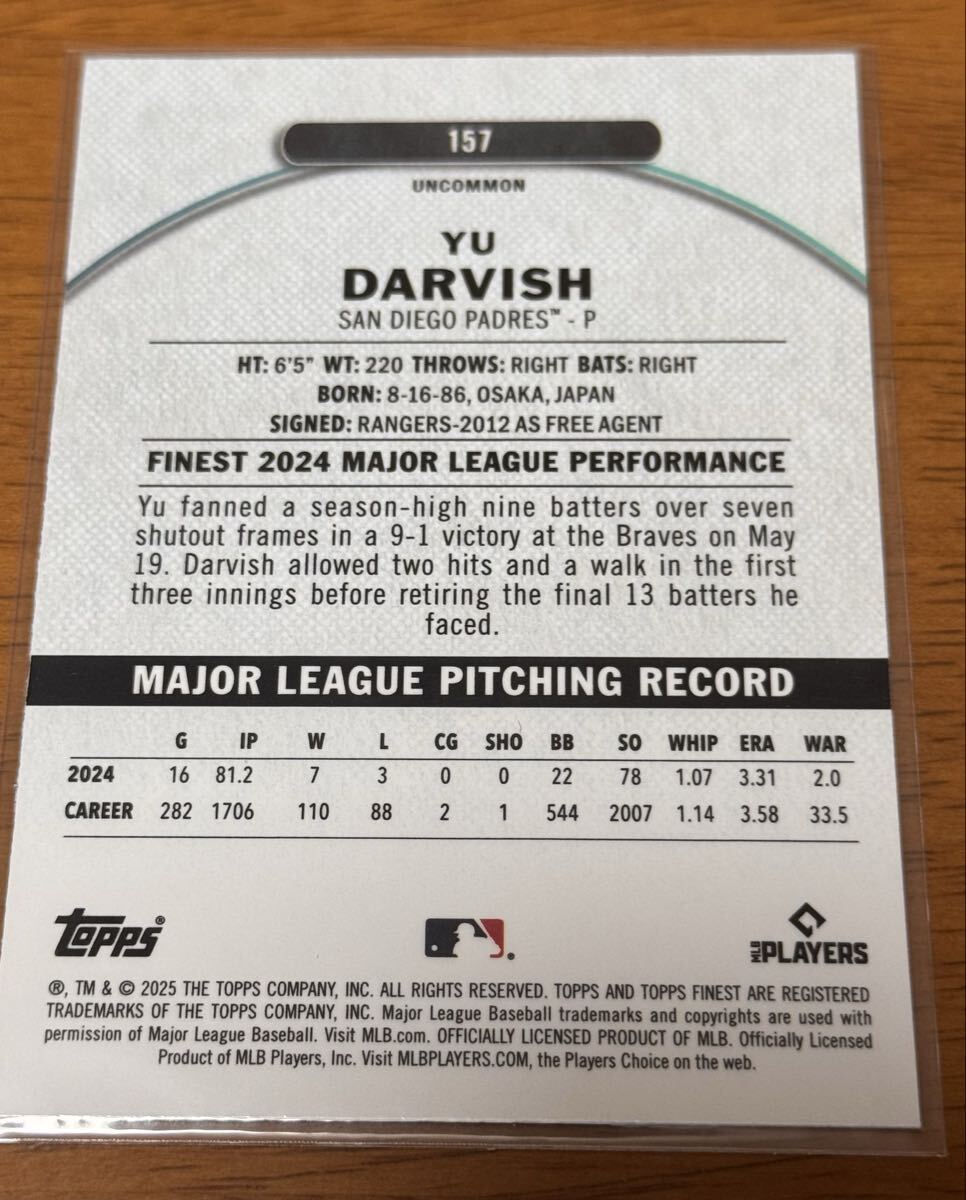 157
UNCOMMON
YU
DARVISH
SAN DIEGO PADRES™ - P
HT: 6'5" WT: 220 THROWS: RIGHT BATS: RIGHT
BORN: 8-16-86, OSAKA, JAPAN
SIGNED: RANGERS-2012 AS FREE AGENT
FINEST 2024 MAJOR LEAGUE PERFORMANCE
Yu fanned a season-high nine batters over seven
shutout frames in a 9-1 victory at the Braves on May
19. Darvish allowed two hits and a walk in the first
three innings before retiring the final 13 batters he
faced.
MAJOR LEAGUE PITCHING RECORD
G IP W L CG SHO BB SO WHIP ERA WAR
2024 16 81.2 7 3 0 0 22 78 1.07 3.31 2.0
CAREER 282 1706 110 88 2 1 544 2007 1.14 3.58 33.5
Topps® ® MLB PLAYERS
®, TM & © 2025 THE TOPPS COMPANY, INC. ALL RIGHTS RESERVED. TOPPS AND TOPPS FINEST ARE REGISTERED
TRADEMARKS OF THE TOPPS COMPANY, INC. Major League Baseball trademarks and copyrights are used with
permission of Major League Baseball. Visit MLB.com. OFFICIALLY LICENSED PRODUCT OF MLB. Officially Licensed
Product of MLB Players, Inc. Visit MLBPLAYERS.COM, the Players Choice on the web.